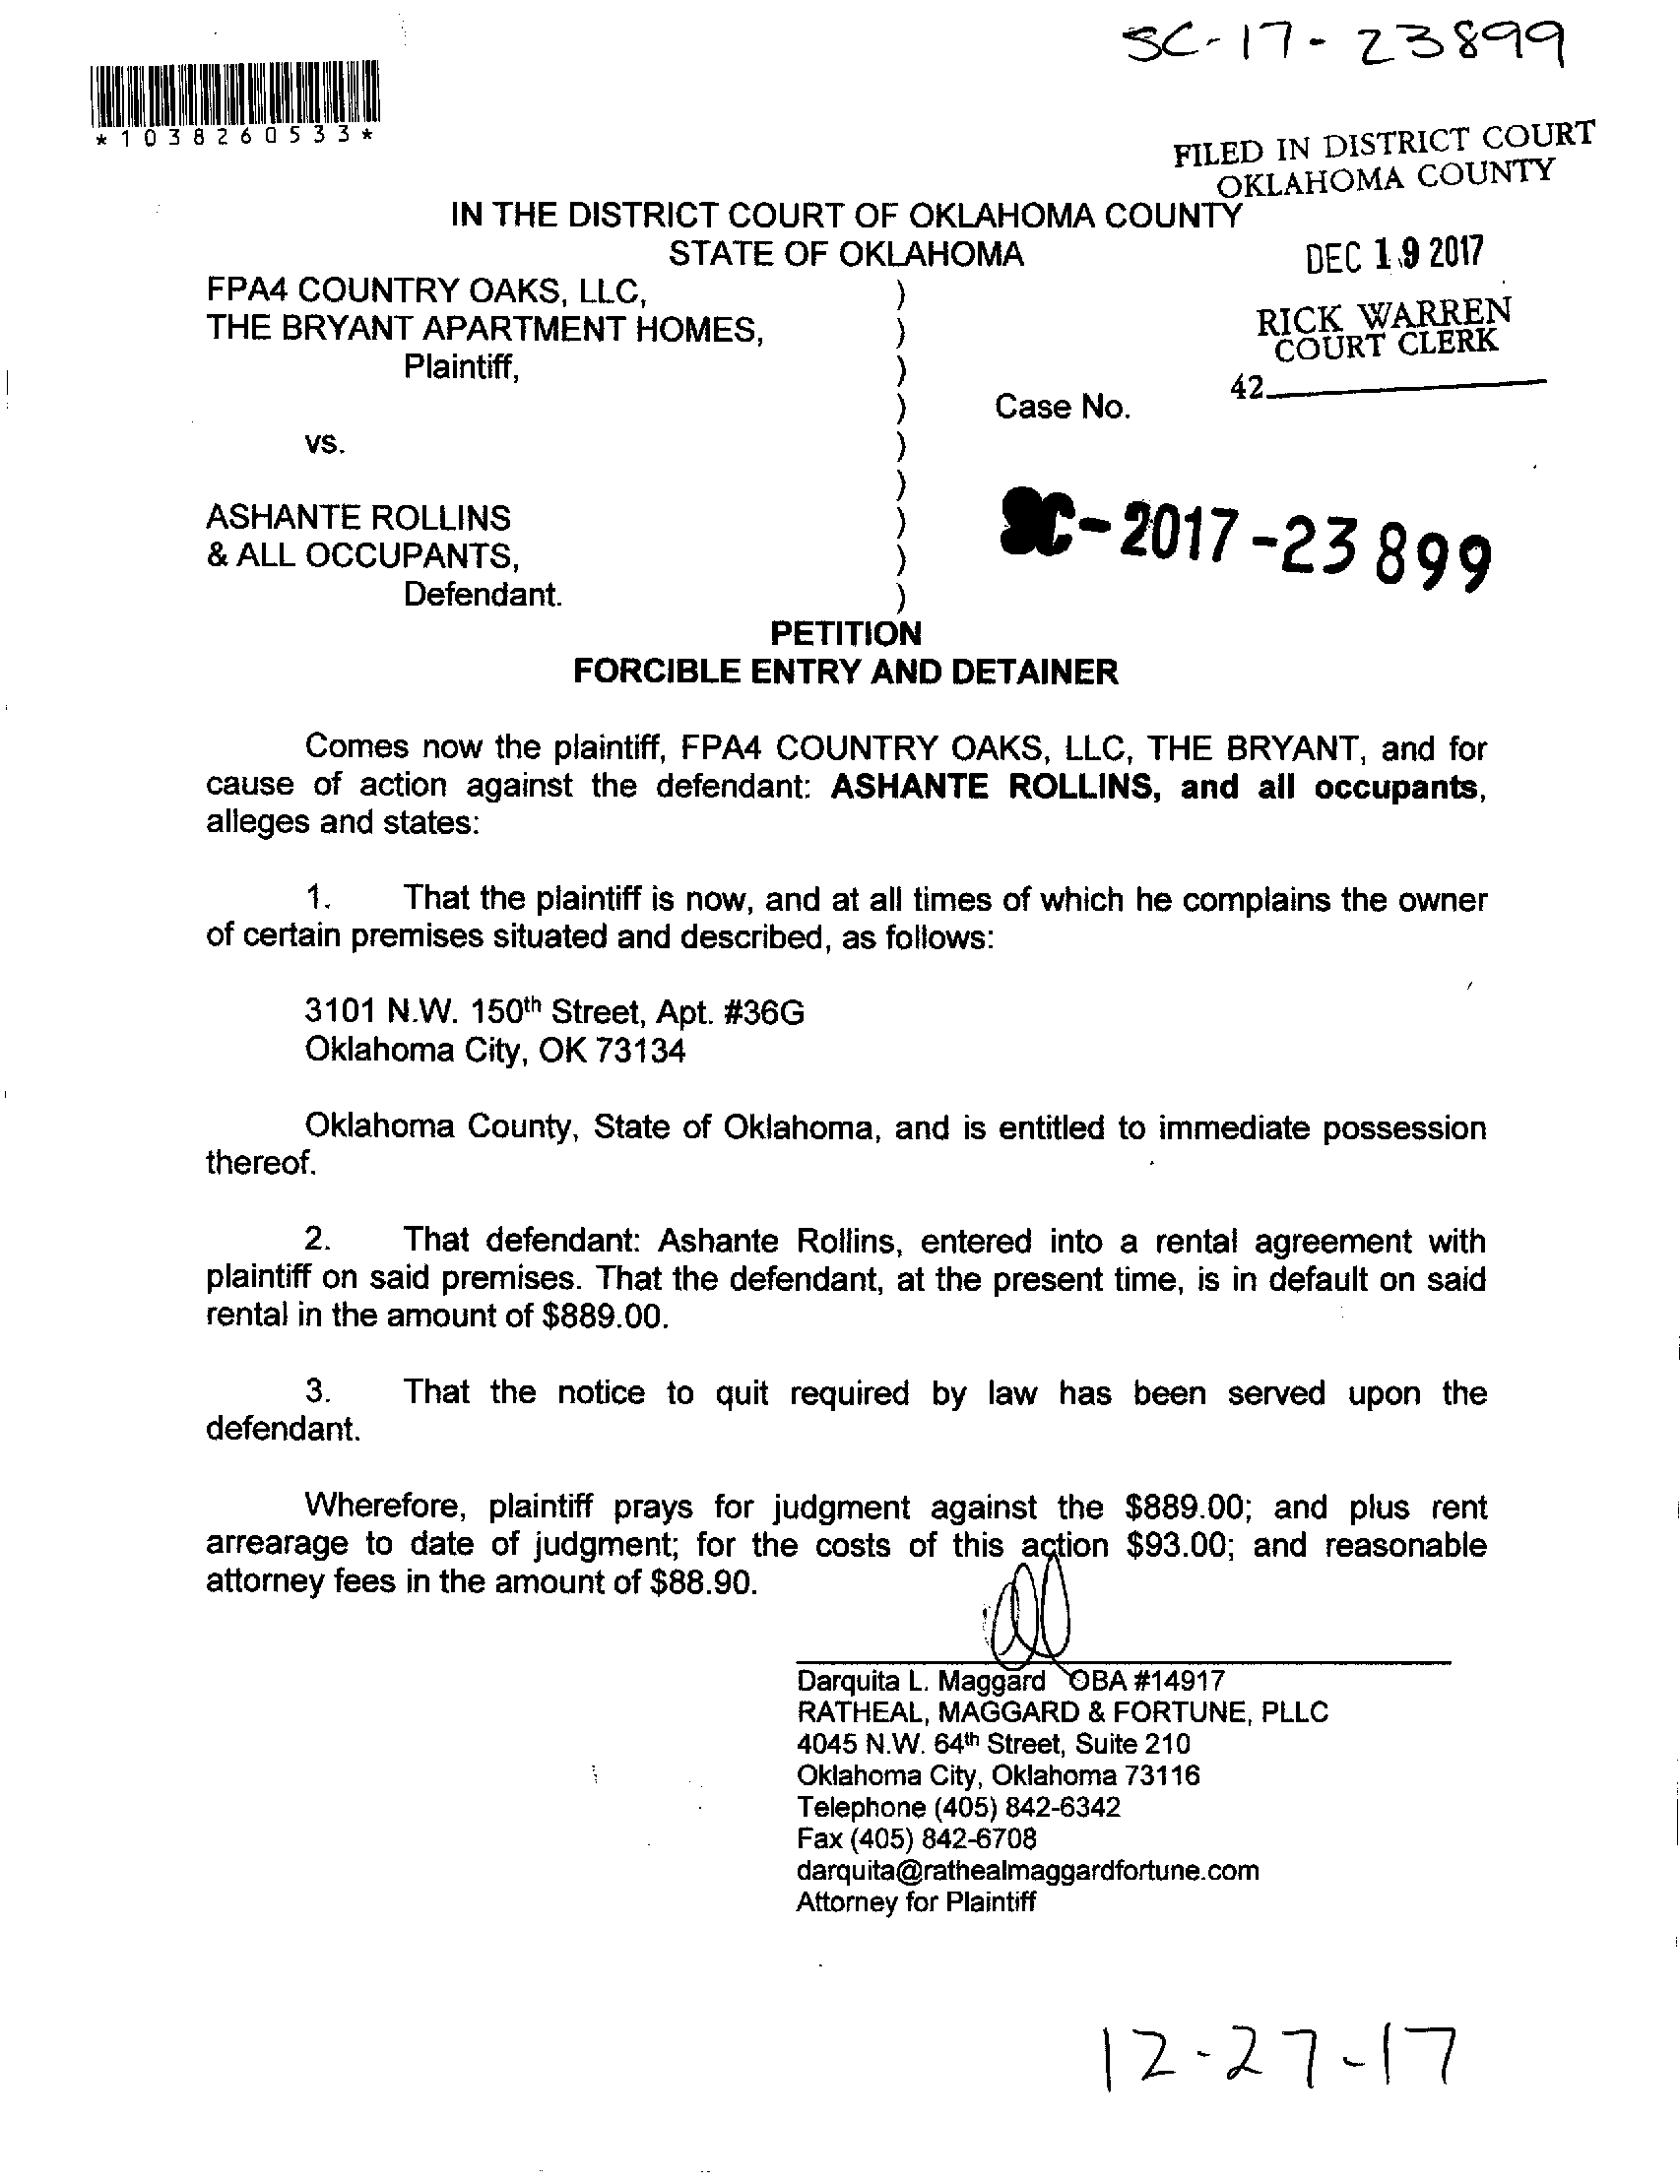 SC-17-23899
*1038260533*
FILED IN DISTRICT COURT
OKLAHOMA COUNTY
IN THE DISTRICT COURT OF OKLAHOMA COUNTY
STATE OF OKLAHOMA
DEC 19 2017
FPA4 COUNTRY OAKS, LLC, )
THE BRYANT APARTMENT HOMES, )
RICK WARREN
COURT CLERK
Plaintiff, )
42
) Case No.
vs. )
)
ASHANTE ROLLINS )
SC-2017-23899
& ALL OCCUPANTS, )
Defendant. )
PETITION
FORCIBLE ENTRY AND DETAINER
Comes now the plaintiff, FPA4 COUNTRY OAKS, LLC, THE BRYANT, and for
cause of action against the defendant: ASHANTE ROLLINS, and all occupants,
alleges and states:
1. That the plaintiff is now, and at all times of which he complains the owner
of certain premises situated and described, as follows:
3101 N.W. 150th Street, Apt. #36G
Oklahoma City, OK 73134
Oklahoma County, State of Oklahoma, and is entitled to immediate possession
thereof.
2. That defendant: Ashante Rollins, entered into a rental agreement with
plaintiff on said premises. That the defendant, at the present time, is in default on said
rental in the amount of $889.00.
3. That the notice to quit required by law has been served upon the
defendant.
Wherefore, plaintiff prays for judgment against the $889.00; and plus rent
arrearage to date of judgment; for the costs of this action $93.00; and reasonable
attorney fees in the amount of $88.90.
Darquita L. Maggard OBA #14917
RATHEAL, MAGGARD & FORTUNE, PLLC
4045 N.W. 64th Street, Suite 210
Oklahoma City, Oklahoma 73116
Telephone (405) 842-6342
Fax (405) 842-6708
darquita@rathealmaggardfortune.com
Attorney for Plaintiff
12-27-17